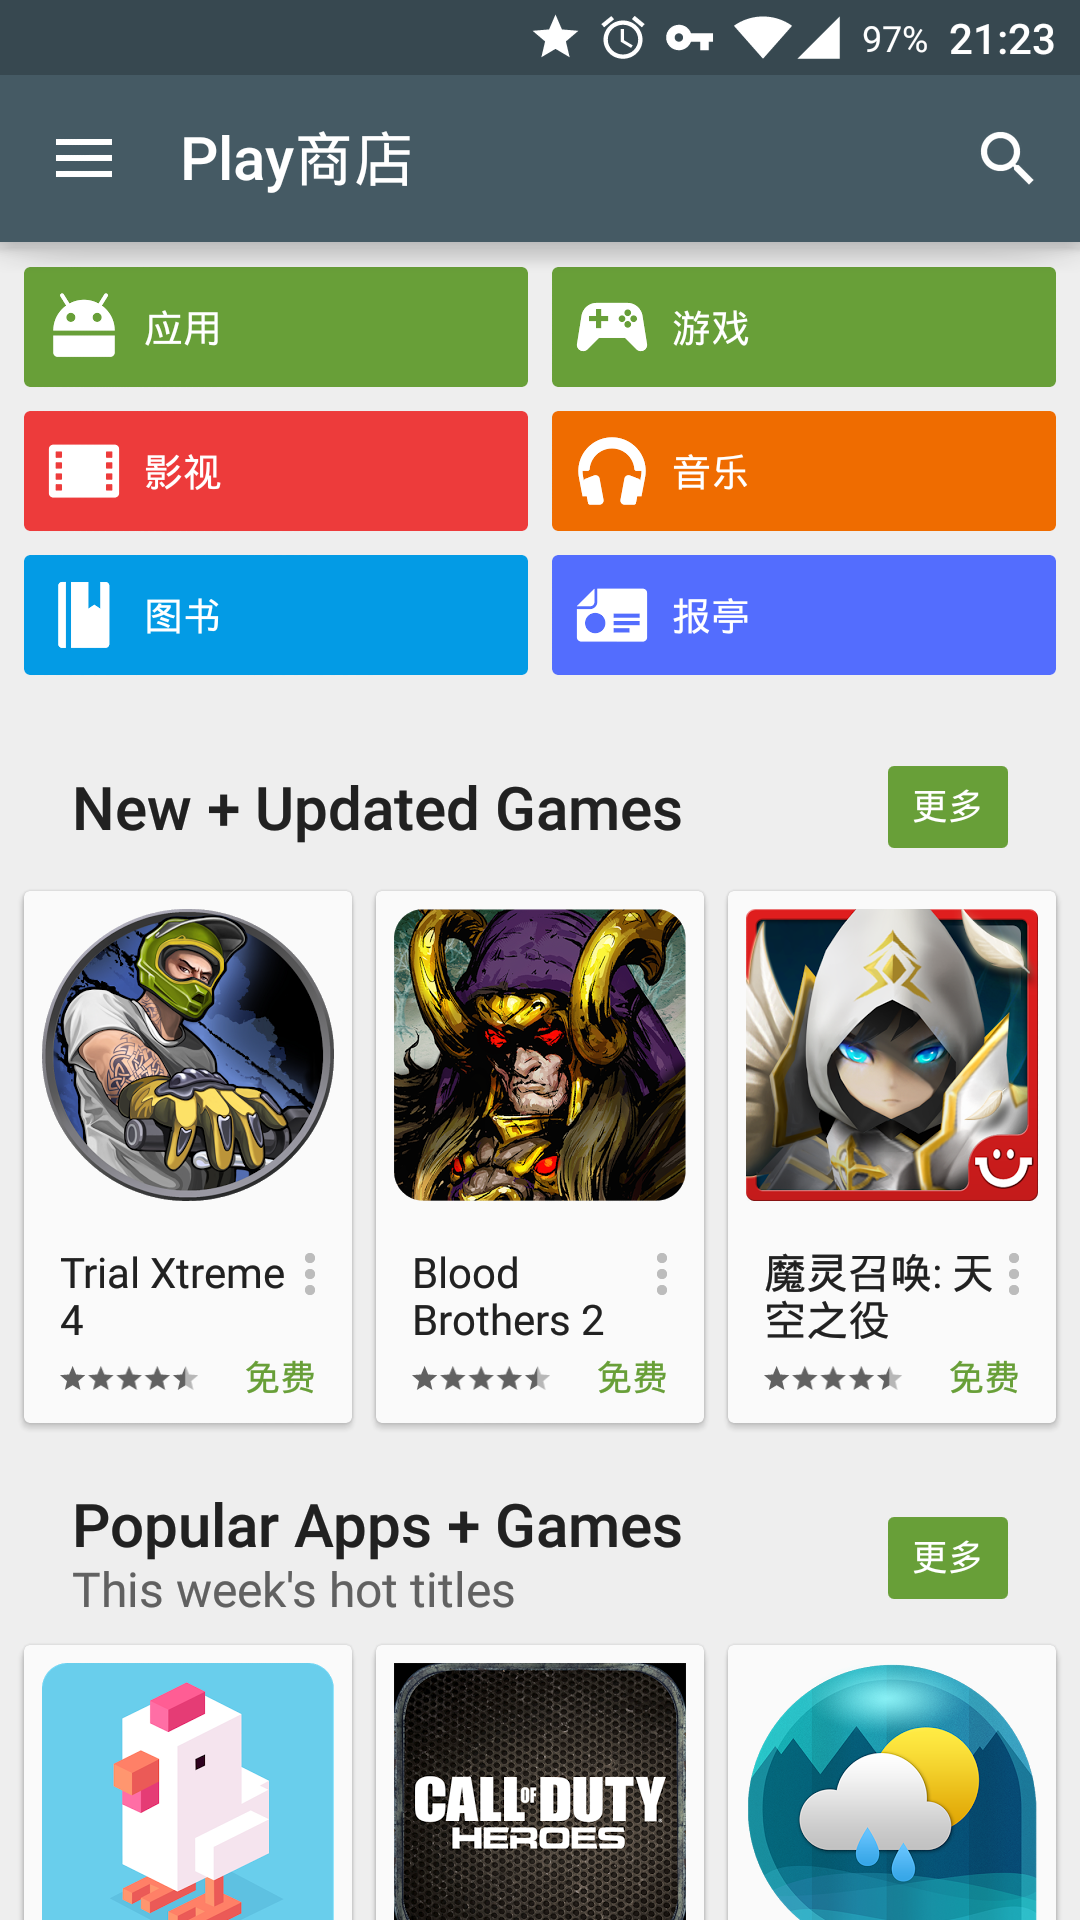 97% 21:23
Play商店
应用
游戏
影视
音乐
图书
报亭
New + Updated Games
更多
Trial Xtreme
4
免费
Blood
Brothers 2
免费
魔灵召唤: 天
空之役
免费
Popular Apps + Games
This week's hot titles
更多
CALL OF DUTY
HEROES